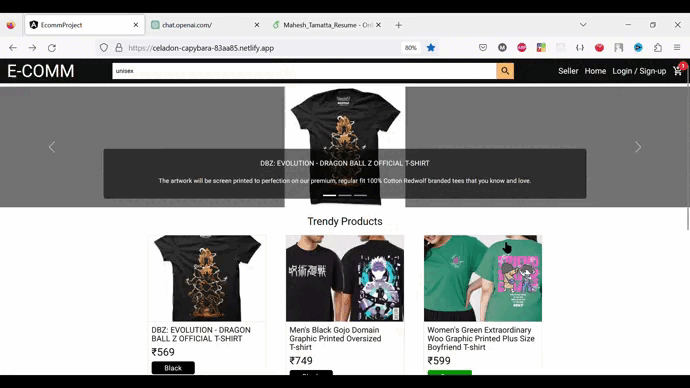 EcommProject
chat.openai.com/
Mahesh_Tamatta_Resume - Onl
https://celadon-capybara-83aa85.netlify.app
80%
E-COMM
unisex
Seller
Home
Login / Sign-up
1
DBZ: EVOLUTION - DRAGON BALL Z OFFICIAL T-SHIRT
The artwork will be screen printed to perfection on our premium, regular fit 100% Cotton Redwolf branded tees that you know and love.
Trendy Products
DBZ: EVOLUTION - DRAGON
BALL Z OFFICIAL T-SHIRT
₹569
Black
Men's Black Gojo Domain
Graphic Printed Oversized
T-shirt
₹749
Women's Green Extraordinary
Woo Graphic Printed Plus Size
Boyfriend T-shirt
₹599